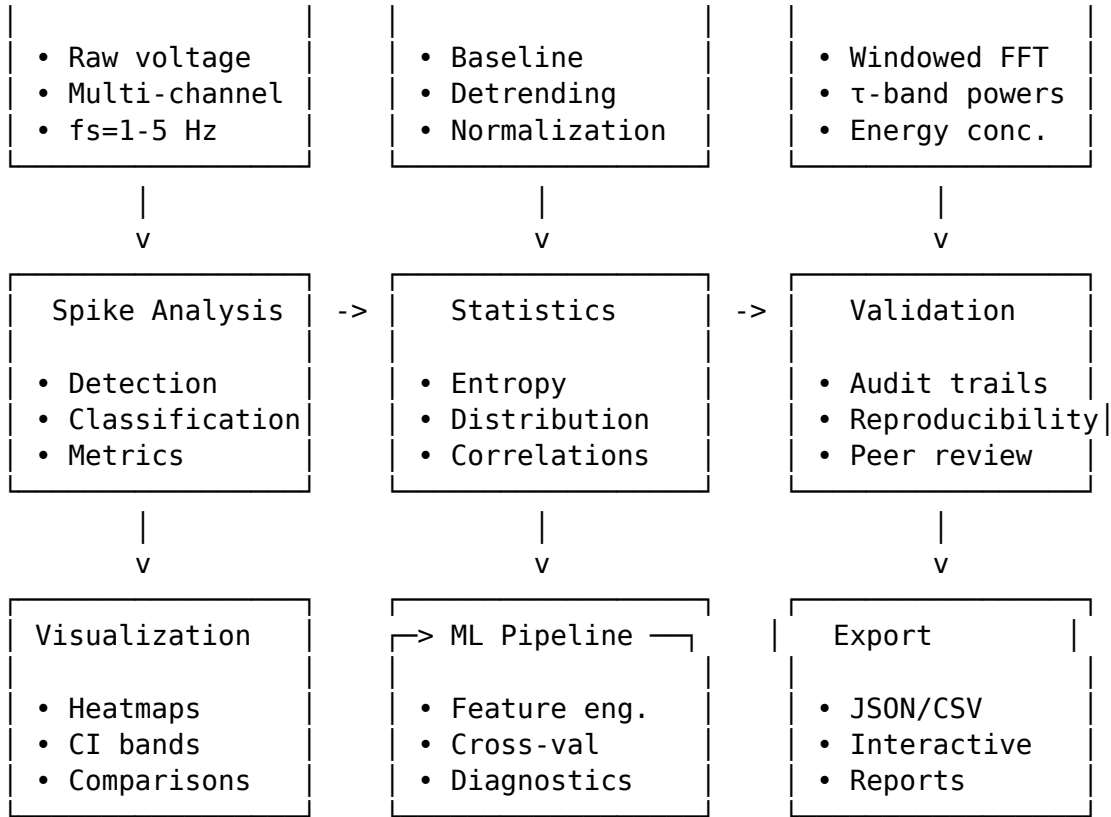 • Raw voltage
• Baseline
• Windowed FFT
• Multi-channel
• Detrending
• τ-band powers
• fs=1-5 Hz
• Normalization
• Energy conc.
v v v
Spike Analysis -> Statistics -> Validation
• Detection
• Entropy
• Audit trails
• Classification
• Distribution
• Reproducibility
• Metrics
• Correlations
• Peer review
v v v
Visualization
> ML Pipeline
Export
• Heatmaps
• Feature eng.
• JSON/CSV
• CI bands
• Cross-val
• Interactive
• Comparisons
• Diagnostics
• Reports